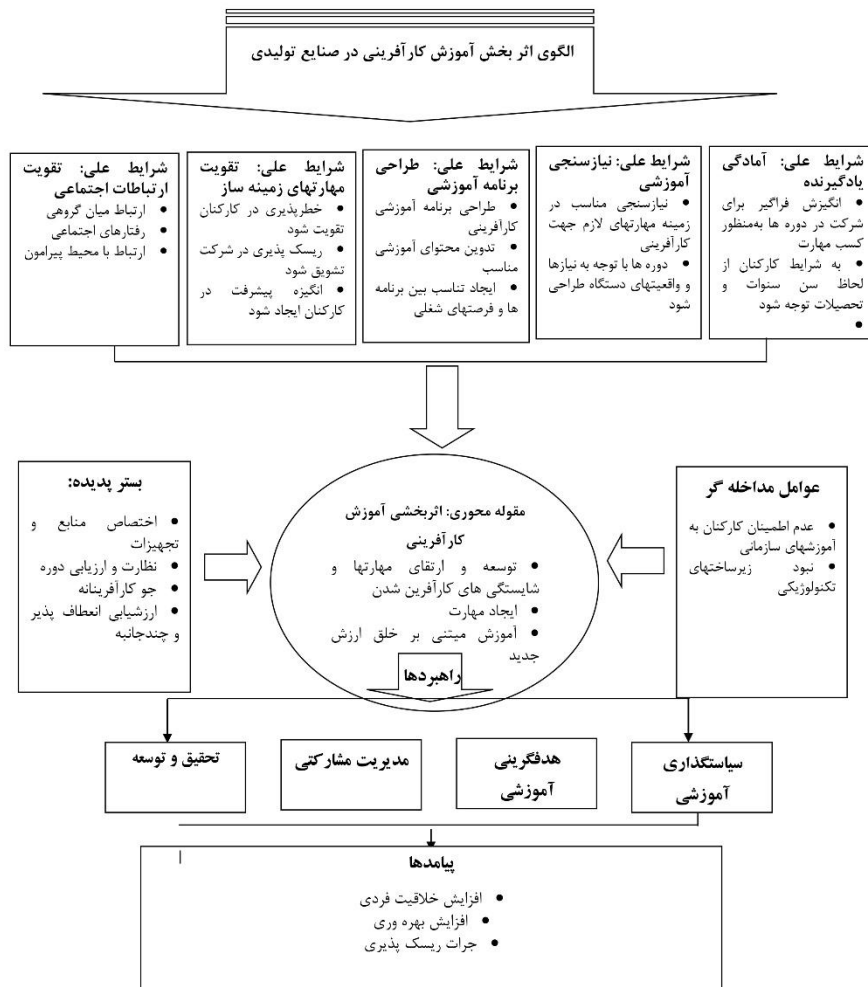 الگوی اثر بخش آموزش کارآفرینی در صنایع تولیدی
شرایط علی: آمادگی
یادگیرنده
• انگیزش فراگیر برای
شرکت در دوره ها به‌منظور
کسب مهارت
• به شرایط کارکنان از
لحاظ سن سنوات و
تحصیلات توجه شود
•
شرایط علی: نیازسنجی
آموزشی
• نیازسنجی مناسب در
زمینه مهارتهای لازم جهت
کارآفرینی
• دوره ها با توجه به نیازها
و واقعیتهای دستگاه طراحی
شود
شرایط علی: طراحی
برنامه آموزشی
• طراحی برنامه آموزشی
کارآفرینی
• تدوین محتوای آموزشی
مناسب
• ایجاد تناسب بین برنامه
ها و فرصتهای شغلی
شرایط علی: تقویت
مهارتهای زمینه ساز
• خطرپذیری در کارکنان
تقویت شود
• ریسک پذیری در شرکت
تشویق شود
• انگیزه پیشرفت در
کارکنان ایجاد شود
شرایط علی: تقویت
ارتباطات اجتماعی
• ارتباط میان گروهی
• رفتارهای اجتماعی
• ارتباط با محیط پیرامون
عوامل مداخله گر
• عدم اطمینان کارکنان به
آموزشهای سازمانی
• نبود زیرساختهای
تکنولوژیکی
مقوله محوری: اثربخشی آموزش
کارآفرینی
• توسعه و ارتقای مهارتها و
شایستگی های کارآفرین شدن
• ایجاد مهارت
• آموزش مبتنی بر خلق ارزش
جدید
بستر پدیده:
• اختصاص منابع و
تجهیزات
• نظارت و ارزیابی دوره
• جو کارآفرینانه
• ارزشیابی انعطاف پذیر
و چندجانبه
راهبردها
سیاستگذاری
آموزشی
هدفگزینی
آموزشی
مدیریت مشارکتی
تحقیق و توسعه
پیامدها
• افزایش خلاقیت فردی
• افزایش بهره وری
• جرات ریسک پذیری